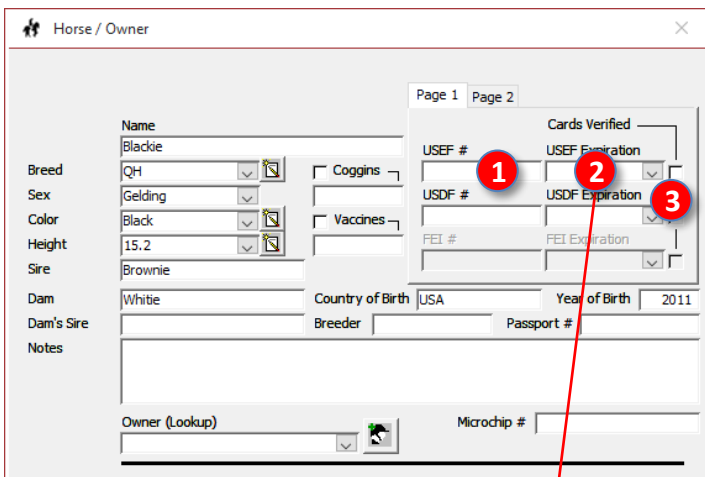 Horse / Owner
Page 1 Page 2
Name
Cards Verified
Blackie
USEF # USEF Expiration
Breed QH Coggins
1 2
Sex Gelding
USDF # USDF Expiration
3
Color Black Vaccines
Height 15.2
FEI # FEI Expiration
Sire Brownie
Dam Whitie Country of Birth USA Year of Birth 2011
Dam's Sire Breeder Passport #
Notes
Owner (Lookup) Microchip #